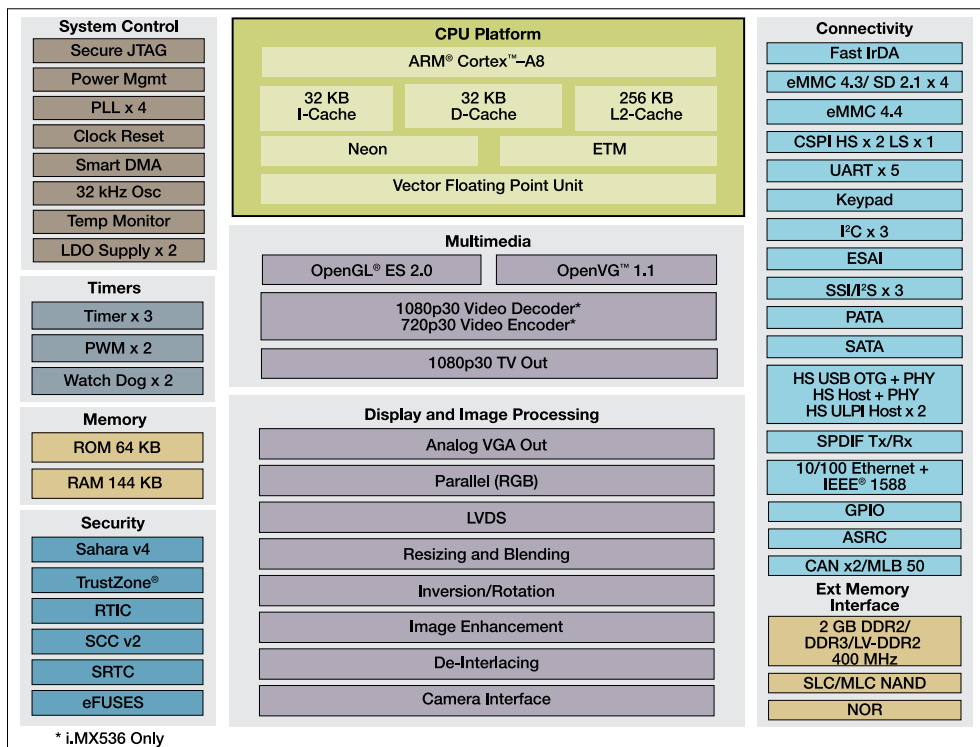 System Control
Secure JTAG
Power Mgmt
PLL x 4
Clock Reset
Smart DMA
32 kHz Osc
Temp Monitor
LDO Supply x 2
Timers
Timer x 3
PWM x 2
Watch Dog x 2
Memory
ROM 64 KB
RAM 144 KB
Security
Sahara v4
TrustZone®
RTIC
SCC v2
SRTC
eFUSES
* i.MX536 Only
CPU Platform
ARM® Cortex™–A8
32 KB
I-Cache
32 KB
D-Cache
256 KB
L2-Cache
Neon
ETM
Vector Floating Point Unit
Multimedia
OpenGL® ES 2.0
OpenVG™ 1.1
1080p30 Video Decoder*
720p30 Video Encoder*
1080p30 TV Out
Display and Image Processing
Analog VGA Out
Parallel (RGB)
LVDS
Resizing and Blending
Inversion/Rotation
Image Enhancement
De-Interlacing
Camera Interface
Connectivity
Fast IrDA
eMMC 4.3/ SD 2.1 x 4
eMMC 4.4
CSPI HS x 2 LS x 1
UART x 5
Keypad
I²C x 3
ESAI
SSI/I²S x 3
PATA
SATA
HS USB OTG + PHY
HS Host + PHY
HS ULPI Host x 2
SPDIF Tx/Rx
10/100 Ethernet +
IEEE® 1588
GPIO
ASRC
CAN x2/MLB 50
Ext Memory
Interface
2 GB DDR2/
DDR3/LV-DDR2
400 MHz
SLC/MLC NAND
NOR